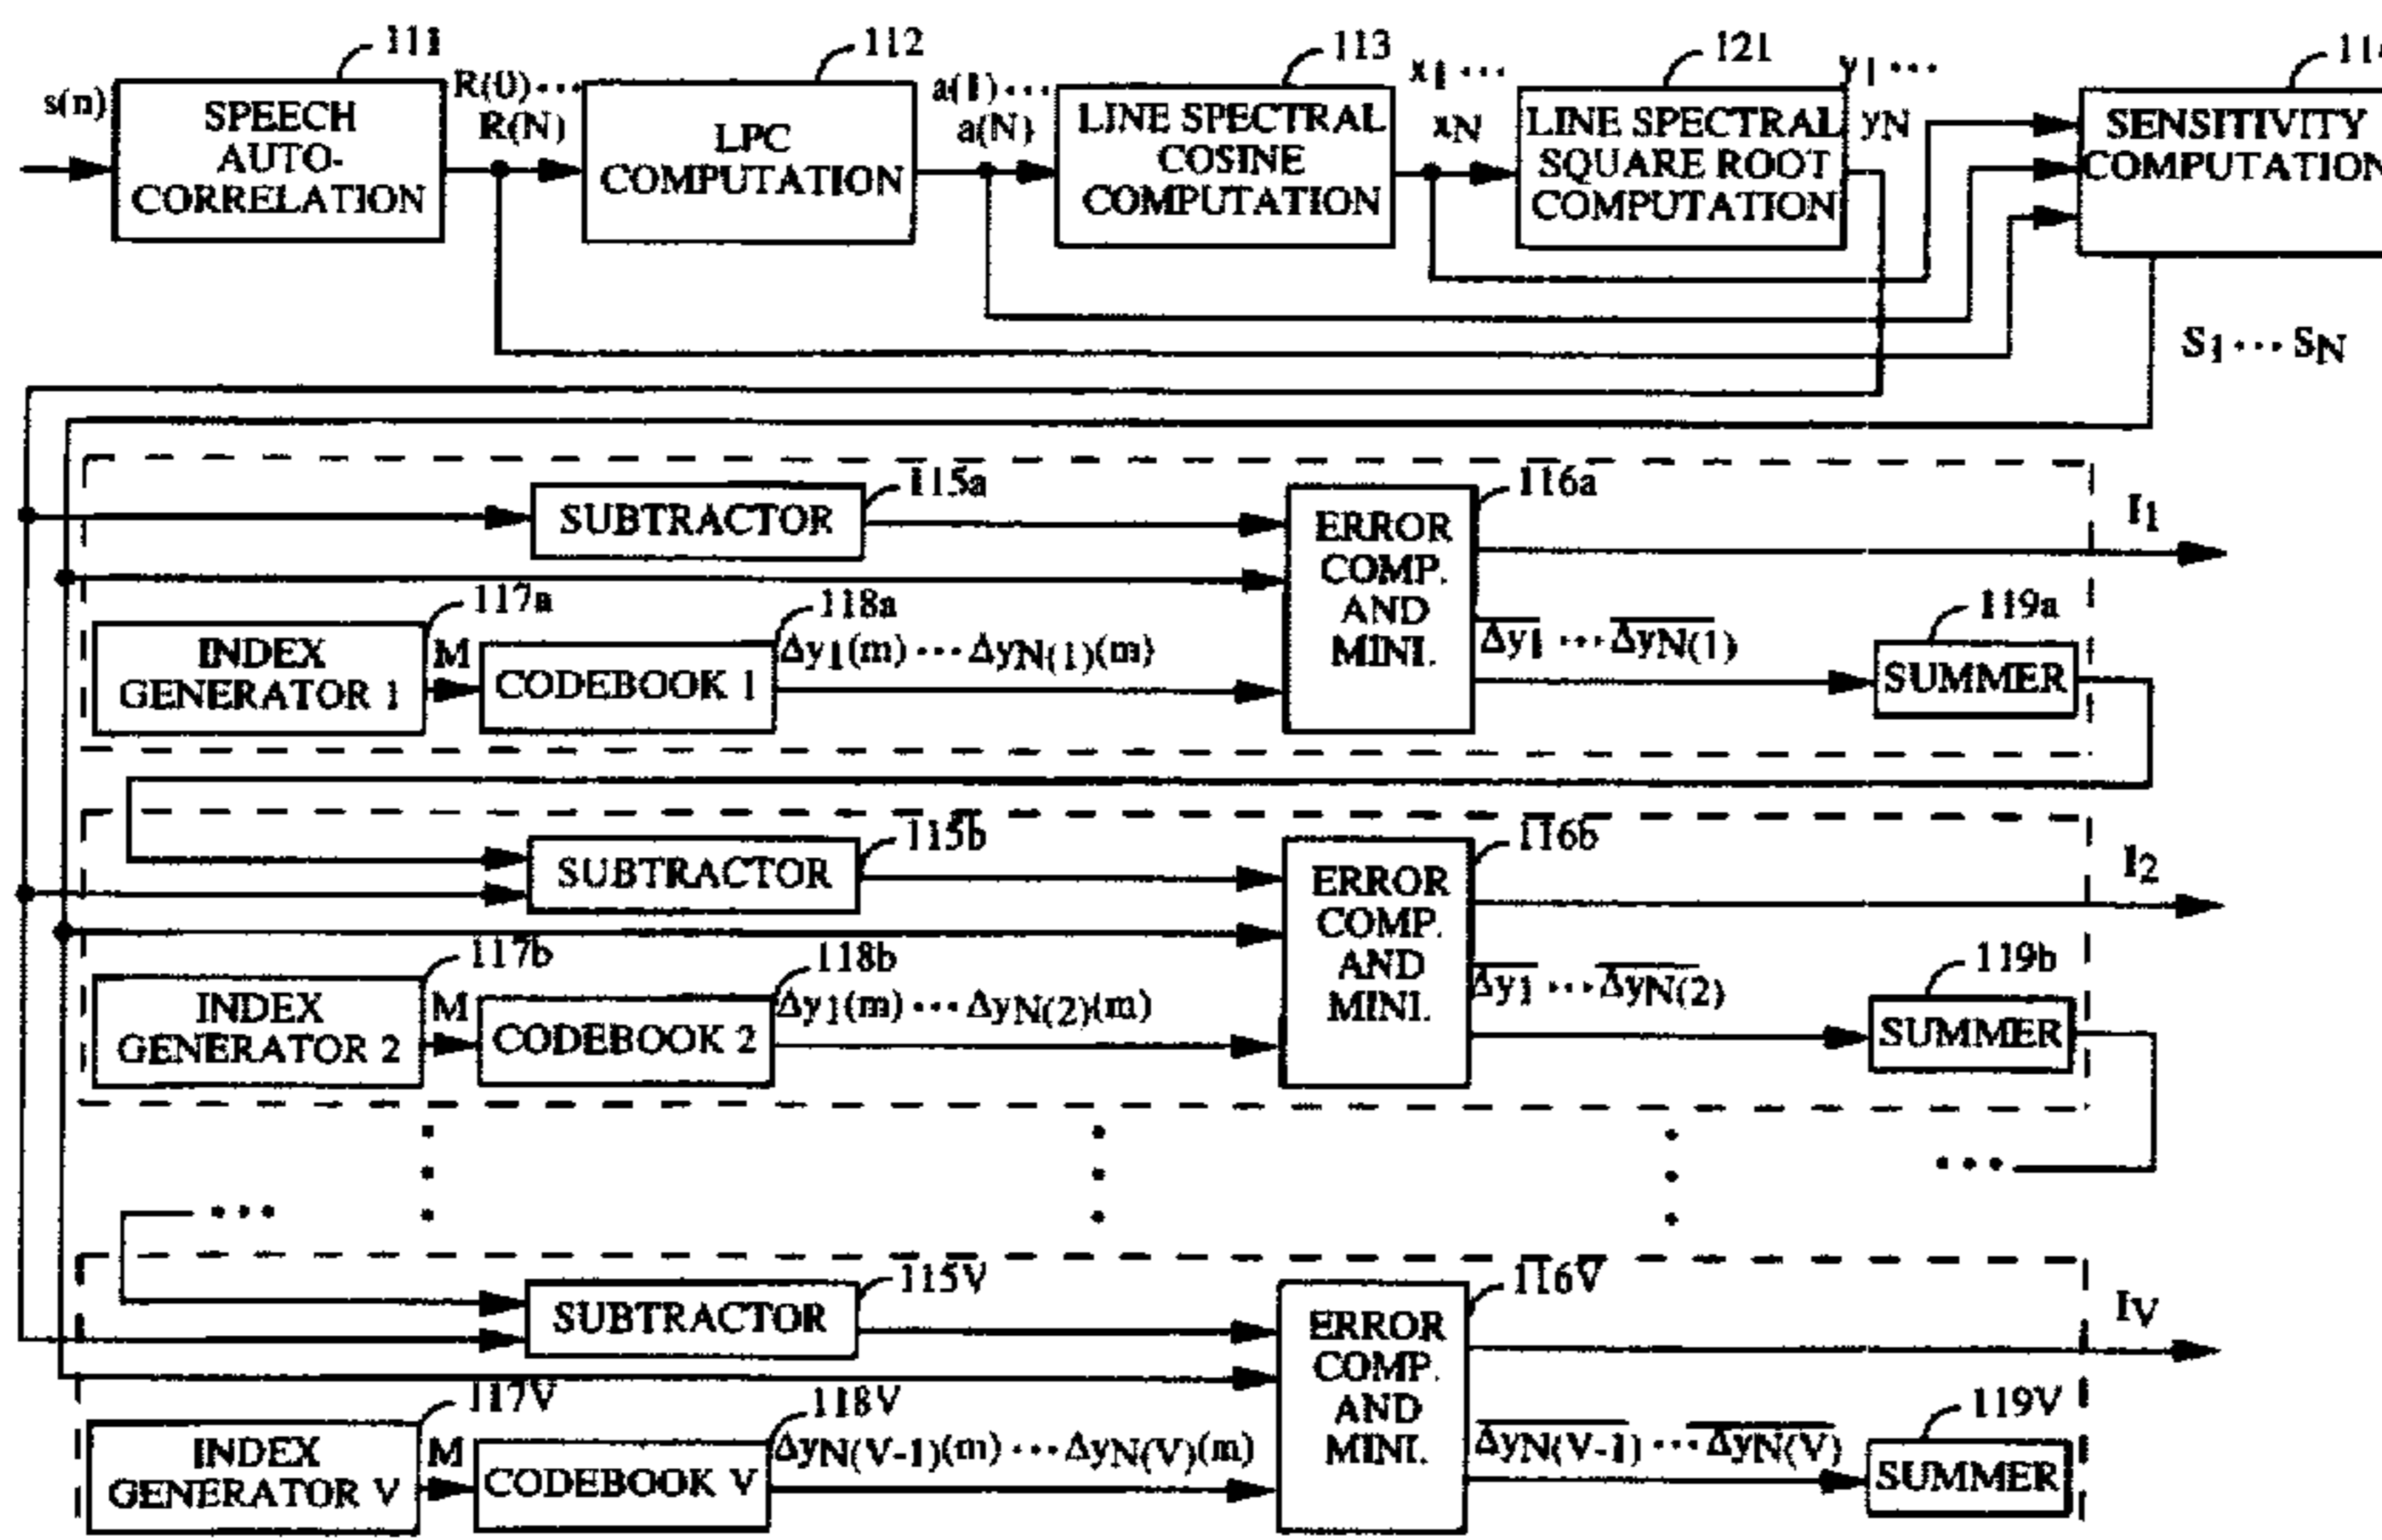 111
112
113
121
114
s(n)
SPEECH
AUTO-
CORRELATION
R(0)···
R(N)
LPC
COMPUTATION
a(1)···
a(N)
LINE SPECTRAL
COSINE
COMPUTATION
x1···
xN
LINE SPECTRAL
SQUARE ROOT
COMPUTATION
y1···
yN
SENSITIVITY
COMPUTATION
S1···SN
SUBTRACTOR
115a
ERROR
COMP.
AND
MINI.
116a
I1
INDEX
GENERATOR 1
117a
M
CODEBOOK 1
118a
Δy1(m)···ΔyN(1)(m)
Δy1···ΔyN(1)
119a
SUMMER
SUBTRACTOR
115b
ERROR
COMP.
AND
MINI.
116b
I2
INDEX
GENERATOR 2
117b
M
CODEBOOK 2
118b
Δy1(m)···ΔyN(2)(m)
Δy1···ΔyN(2)
119b
SUMMER
···
···
SUBTRACTOR
115V
ERROR
COMP.
AND
MINI.
116V
IV
INDEX
GENERATOR V
117V
M
CODEBOOK V
118V
ΔyN(V-1)(m)···ΔyN(V)(m)
ΔyN(V-1)···ΔyN(V)
119V
SUMMER